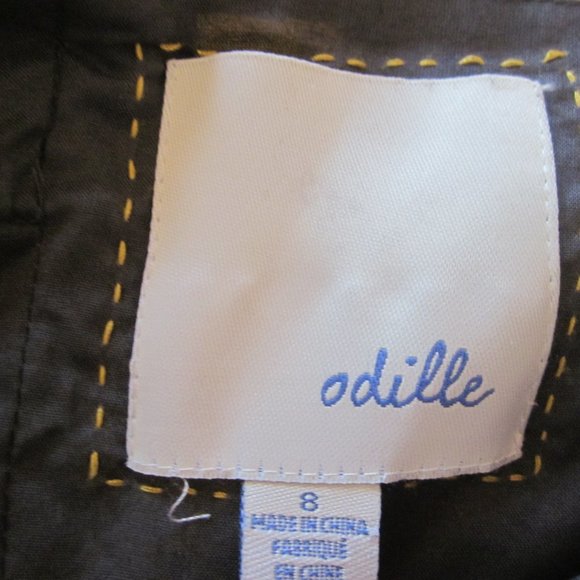 odille
8
MADE IN CHINA
FABRIQUÉ
EN CHINE